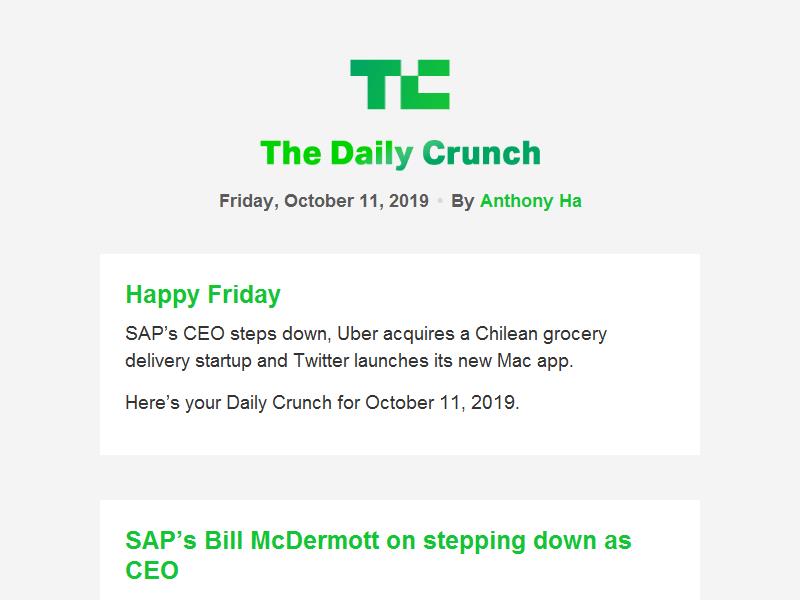 TC
The Daily Crunch
Friday, October 11, 2019 • By Anthony Ha
Happy Friday
SAP’s CEO steps down, Uber acquires a Chilean grocery
delivery startup and Twitter launches its new Mac app.
Here’s your Daily Crunch for October 11, 2019.
SAP’s Bill McDermott on stepping down as
CEO